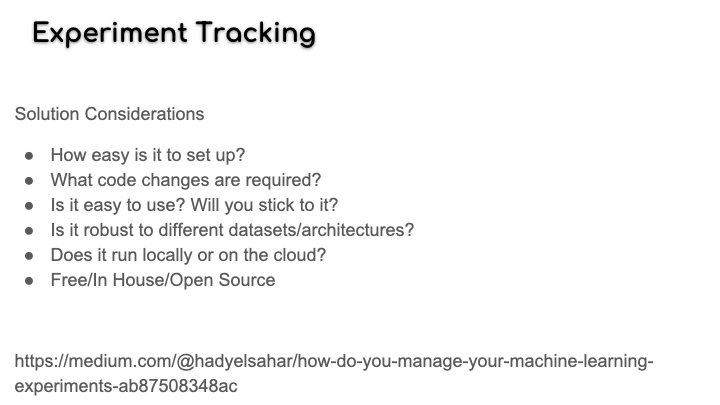 Experiment Tracking
Solution Considerations
● How easy is it to set up?
● What code changes are required?
● Is it easy to use? Will you stick to it?
● Is it robust to different datasets/architectures?
● Does it run locally or on the cloud?
● Free/In House/Open Source
https://medium.com/@hadyelsahar/how-do-you-manage-your-machine-learning-
experiments-ab87508348ac